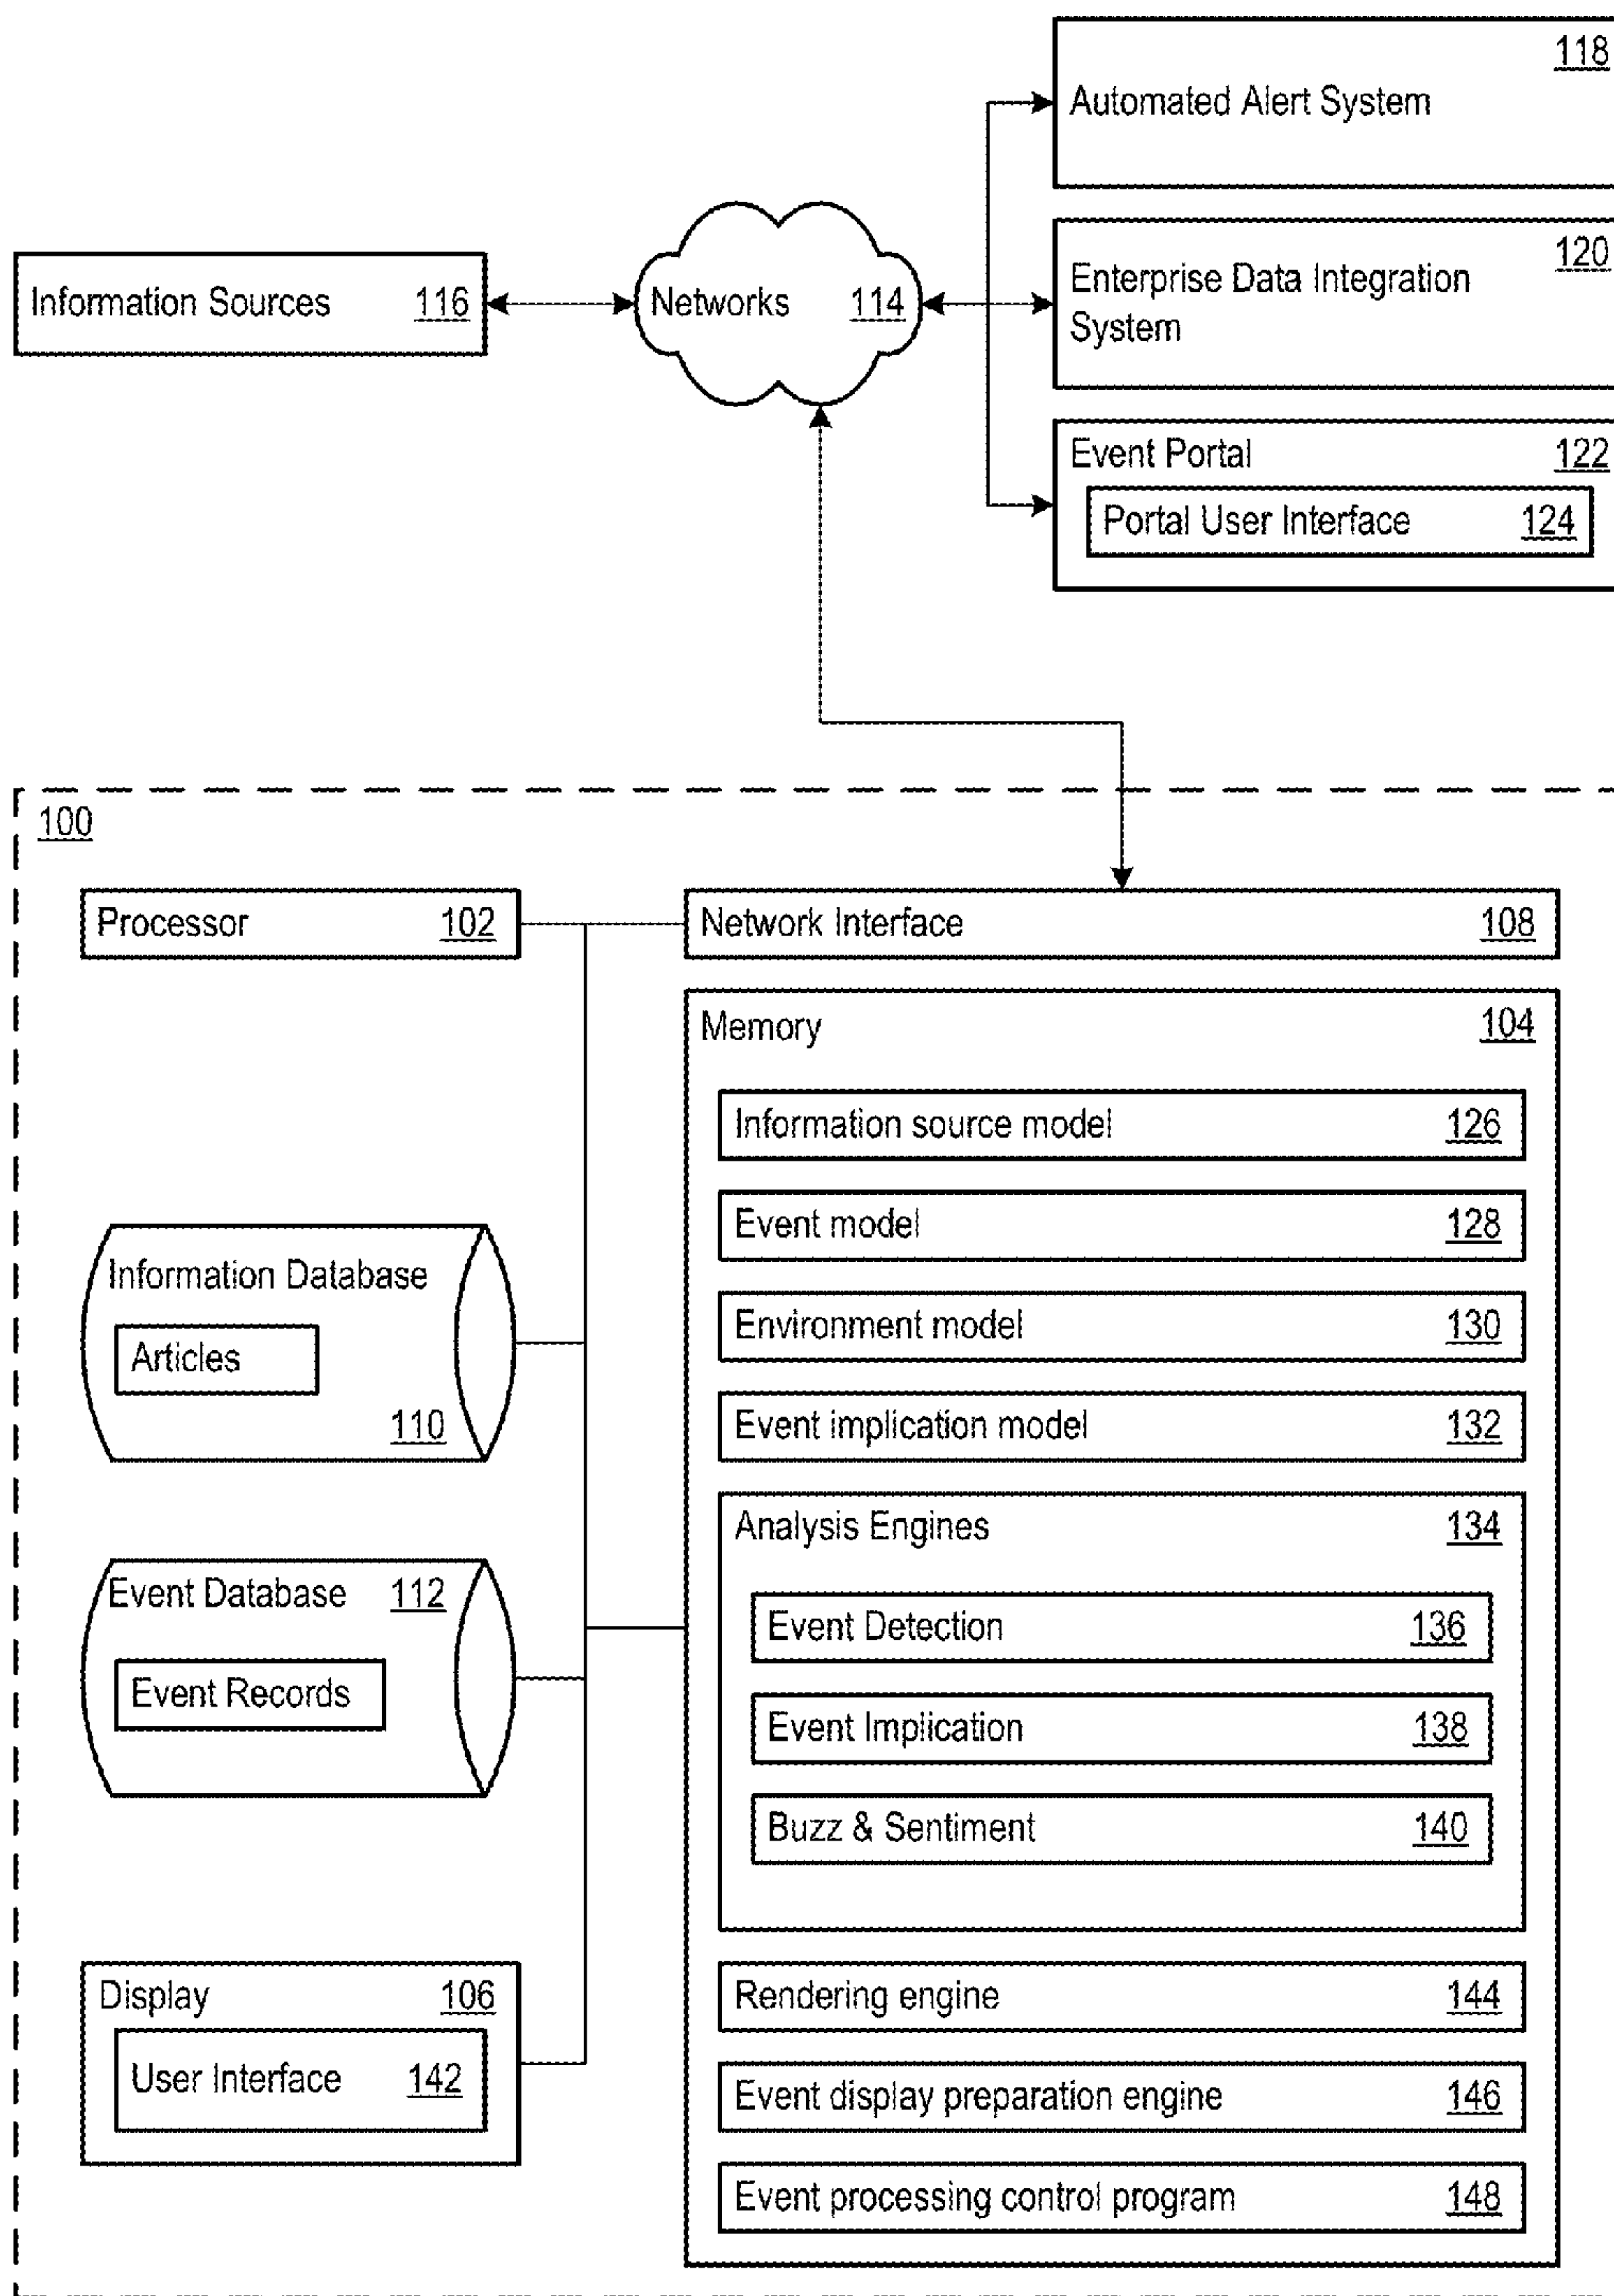 118
Automated Alert System
120
Enterprise Data Integration
System
Information Sources 116
Networks 114
Event Portal 122
Portal User Interface 124
100
Processor 102
Network Interface 108
Memory 104
Information source model 126
Event model 128
Environment model 130
Event implication model 132
Analysis Engines 134
Event Detection 136
Event Implication 138
Buzz & Sentiment 140
Rendering engine 144
Event display preparation engine 146
Event processing control program 148
Information Database
Articles
110
Event Database 112
Event Records
Display 106
User Interface 142